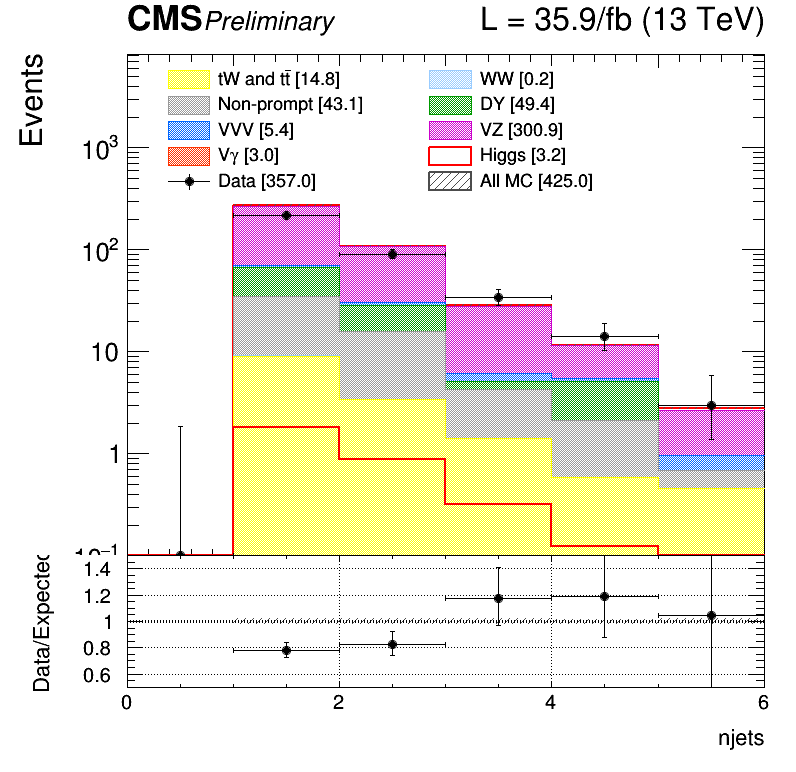 CMS Preliminary L = 35.9/fb (13 TeV)
Events
tW and tt̄ [14.8] WW [0.2]
Non-prompt [43.1] DY [49.4]
VVV [5.4] VZ [300.9]
Vγ [3.0] Higgs [3.2]
Data [357.0] All MC [425.0]
10³
10²
10
1
Data/Expected
1.4
1.2
1
0.8
0.6
0 2 4 6
njets